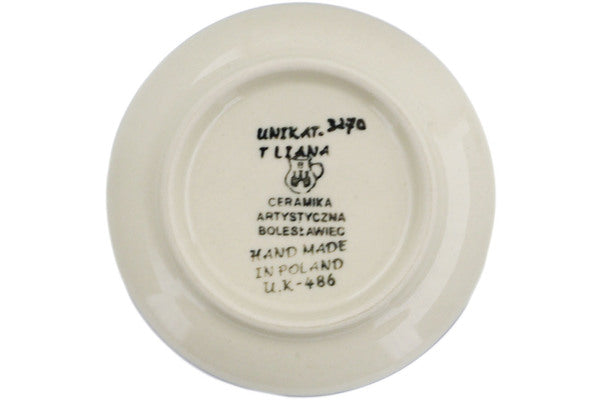 UNIKAT. 3270
T LIANA
CERAMIKA
ARTYSTYCZNA
BOLESŁAWIEC
HAND MADE
IN POLAND
U.K-486